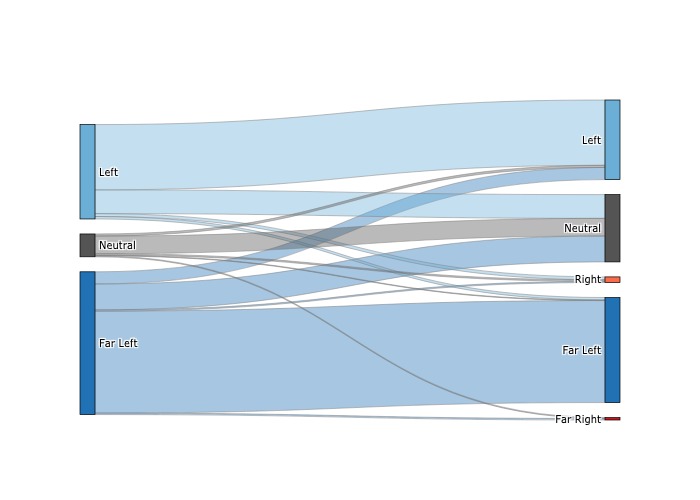 Left
Neutral
Far Left
Left
Neutral
Right
Far Left
Far Right